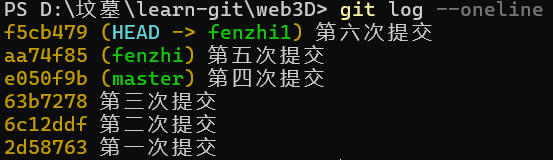 PS D:\坟墓\learn-git\web3D> git log --oneline
f5cb479 (HEAD -> fenzhi1) 第六次提交
aa74f85 (fenzhi) 第五次提交
e050f9b (master) 第四次提交
63b7278 第三次提交
6c12ddf 第二次提交
2d58763 第一次提交